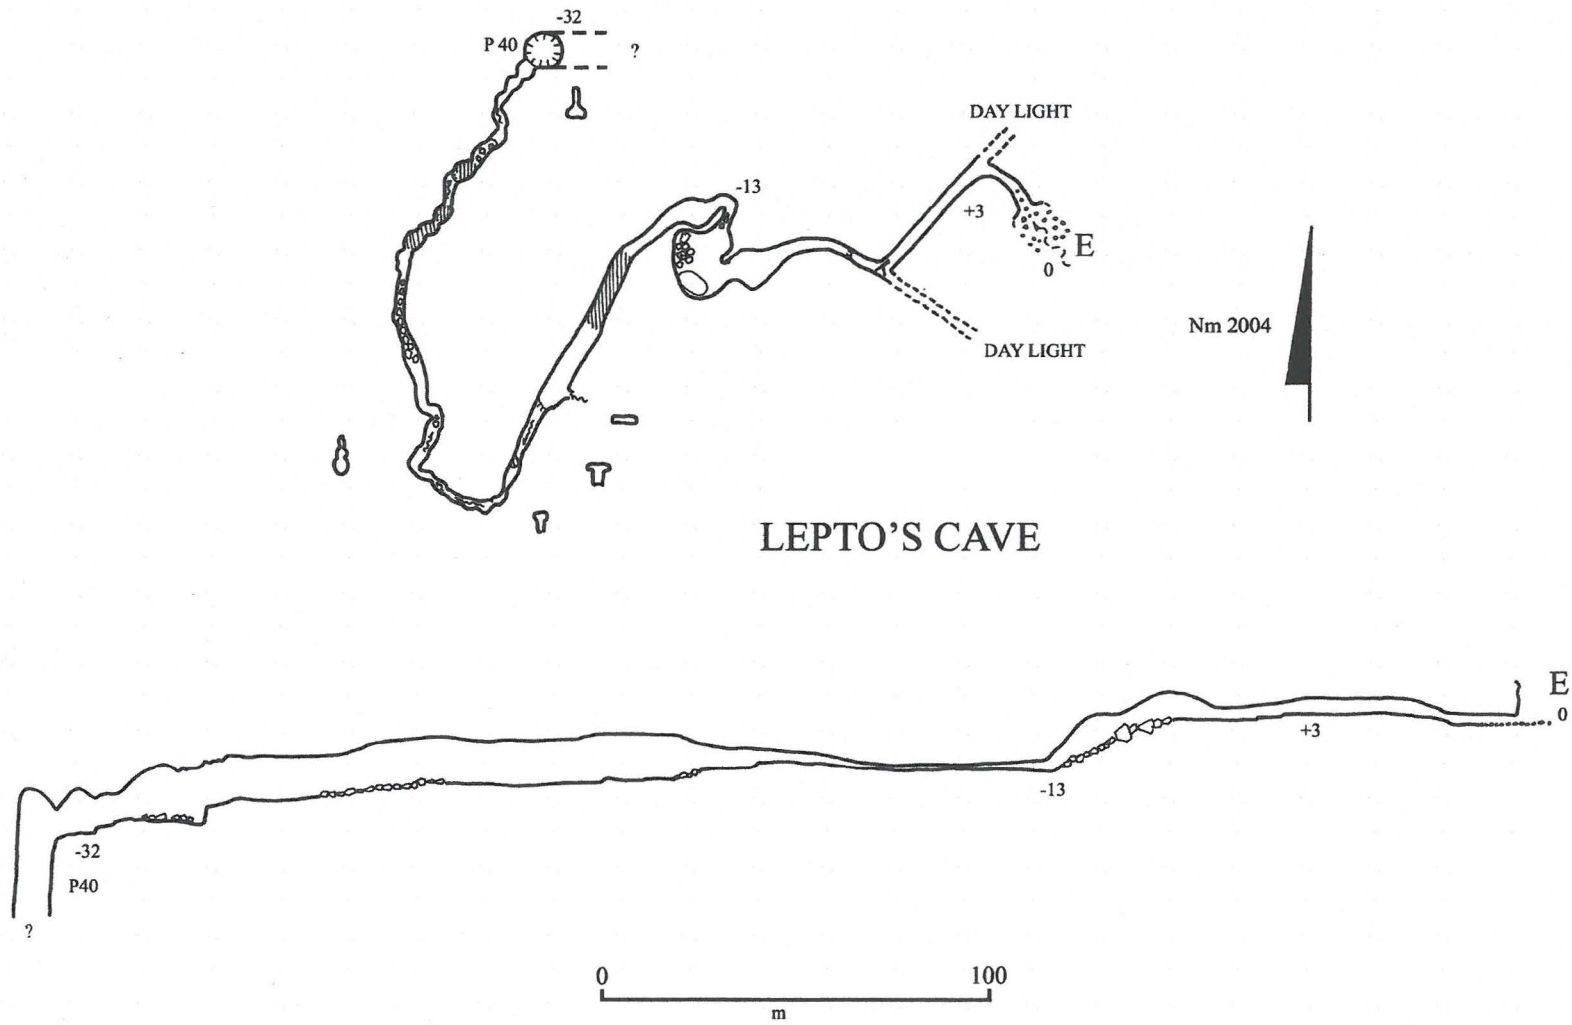 -32
P 40
?
DAY LIGHT
-13
+3
E
0
Nm 2004
DAY LIGHT
LEPTO’S CAVE
E
0
+3
-13
-32
P40
?
0 100
m